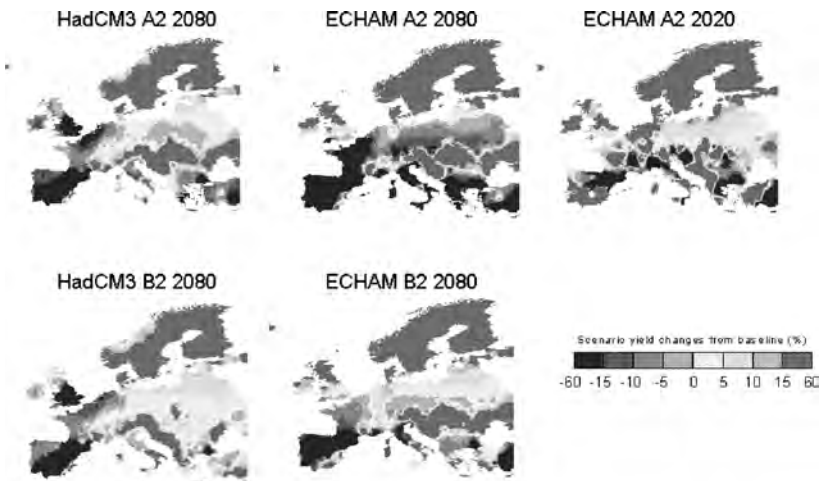 HadCM3 A2 2080
ECHAM A2 2080
ECHAM A2 2020
HadCM3 B2 2080
ECHAM B2 2080
Scenario yield changes from baseline (%)
-60 -15 -10 -5 0 5 10 15 60